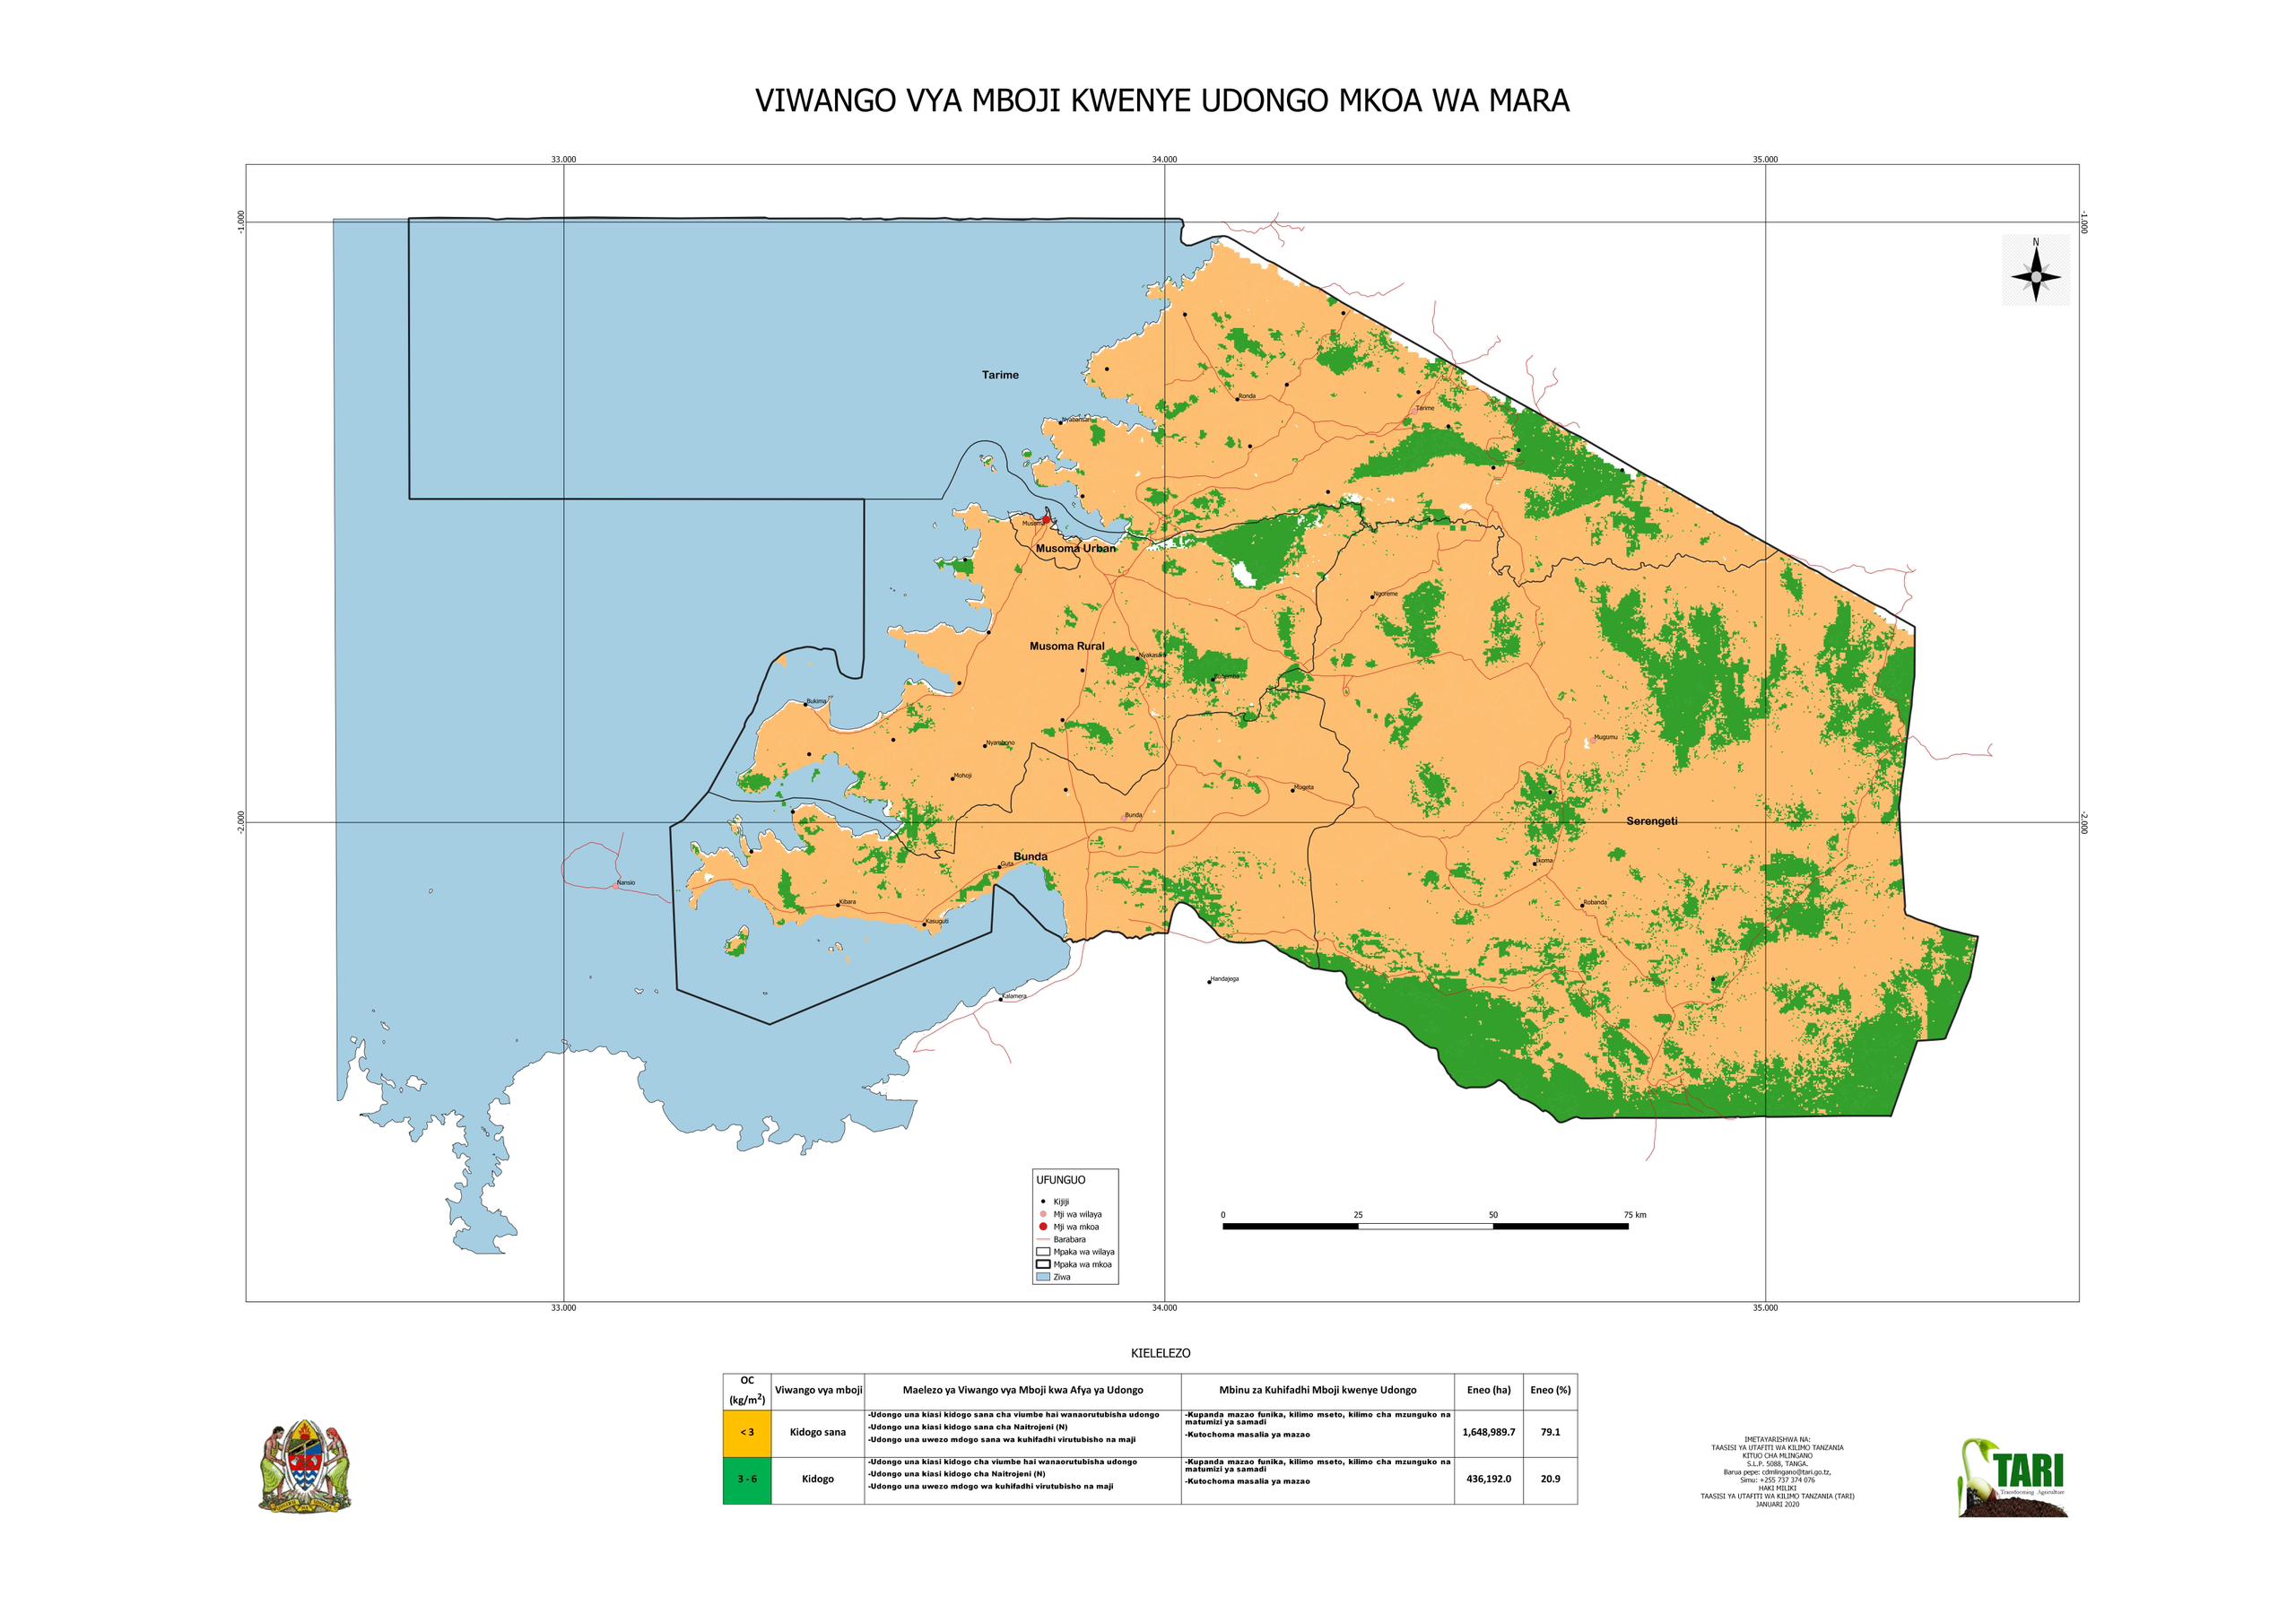 VIWANGO VYA MBOJI KWENYE UDONGO MKOA WA MARA
33.000
34.000
35.000
-1.000
-1.000
N
Tarime
Ronda
Tarime
Musoma
Musoma Urban
Ngoreme
Musoma Rural
Bukima
Mugumu
Mohoji
Mugeta
Bunda
-2.000
-2.000
Serengeti
Bunda
Guta
Ikoma
Nansio
Kibara
Robanda
Kasuguti
Handajega
Kalamera
UFUNGUO
Kijiji
Mji wa wilaya
Mji wa mkoa
Barabara
Mpaka wa wilaya
Mpaka wa mkoa
Ziwa
0 25 50 75 km
33.000
34.000
35.000
KIELELEZO
OC (kg/m²)
Viwango vya mboji
Maelezo ya Viwango vya Mboji kwa Afya ya Udongo
Mbinu za Kuhifadhi Mboji kwenye Udongo
Eneo (ha)
Eneo (%)
< 3
Kidogo sana
-Udongo una kiasi kidogo sana cha viumbe hai wanaorutubisha udongo
-Udongo una kiasi kidogo sana cha Naitrojeni (N)
-Udongo una uwezo mdogo sana wa kuhifadhi virutubisho na maji
-Kupanda mazao funika, kilimo mseto, kilimo cha mzunguko na
matumizi ya samadi
-Kutochoma masalia ya mazao
1,648,989.7
79.1
3 - 6
Kidogo
-Udongo una kiasi kidogo cha viumbe hai wanaorutubisha udongo
-Udongo una kiasi kidogo cha Naitrojeni (N)
-Udongo una uwezo mdogo wa kuhifadhi virutubisho na maji
-Kupanda mazao funika, kilimo mseto, kilimo cha mzunguko na
matumizi ya samadi
-Kutochoma masalia ya mazao
436,192.0
20.9
IMETAYARISHWA NA:
TAASISI YA UTAFITI WA KILIMO TANZANIA
KITUO CHA MLINGANO
S.L.P. 5088, TANGA.
Barua pepe: cdmlingano@tari.go.tz,
Simu: +255 737 374 076
HAKI MILIKI
TAASISI YA UTAFITI WA KILIMO TANZANIA (TARI)
JANUARI 2020
TARI
Transforming Agriculture